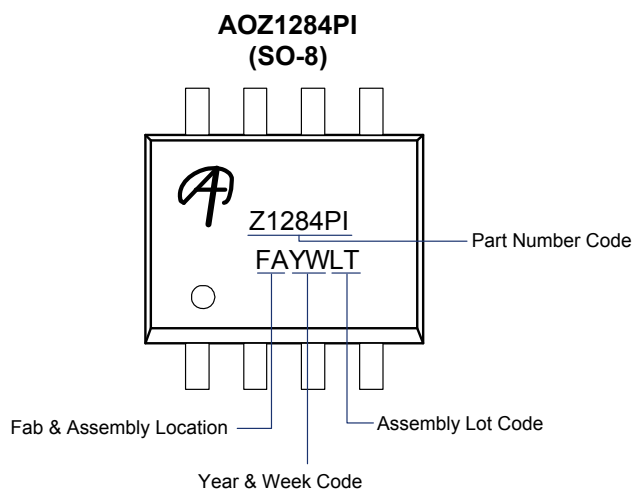 AOZ1284PI
(SO-8)
Z1284PI
Part Number Code
FAYWLT
Fab & Assembly Location
Assembly Lot Code
Year & Week Code